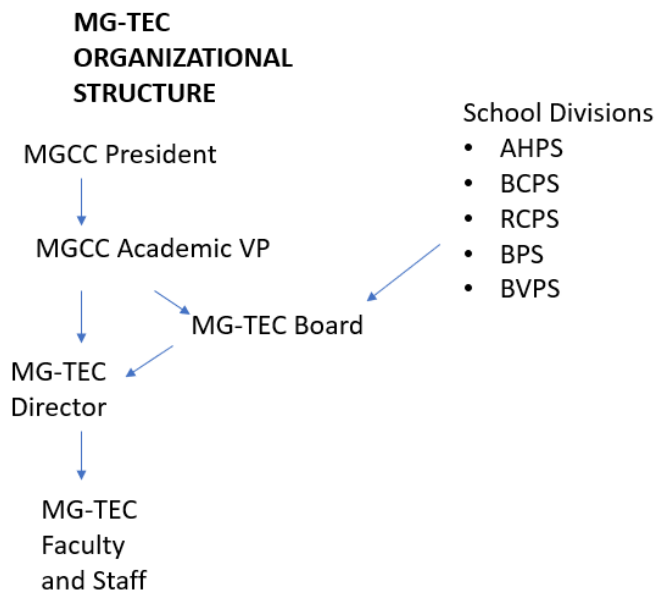 MG-TEC
ORGANIZATIONAL
STRUCTURE
MGCC President
MGCC Academic VP
School Divisions
• AHPS
• BCPS
• RCPS
• BPS
• BVPS
MG-TEC Board
MG-TEC
Director
MG-TEC
Faculty
and Staff